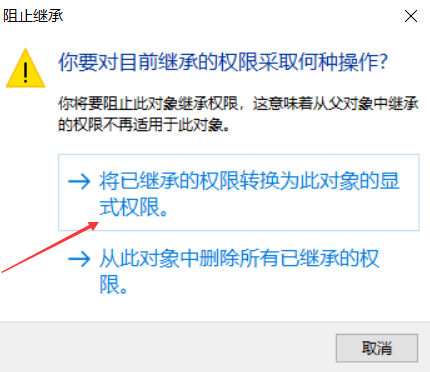 阻止继承
你要对目前继承的权限采取何种操作?
你将要阻止此对象继承权限，这意味着从父对象中继承
的权限不再适用于此对象。
将已继承的权限转换为此对象的显
式权限。
从此对象中删除所有已继承的权
限。
取消